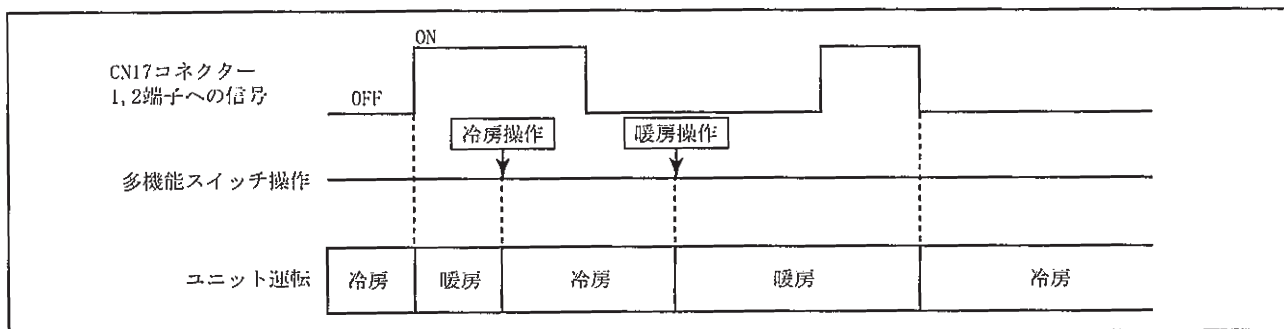 ON
CN17コネクター
1,2端子への信号
OFF
冷房操作
暖房操作
多機能スイッチ操作
ユニット運転
冷房
暖房
冷房
暖房
冷房